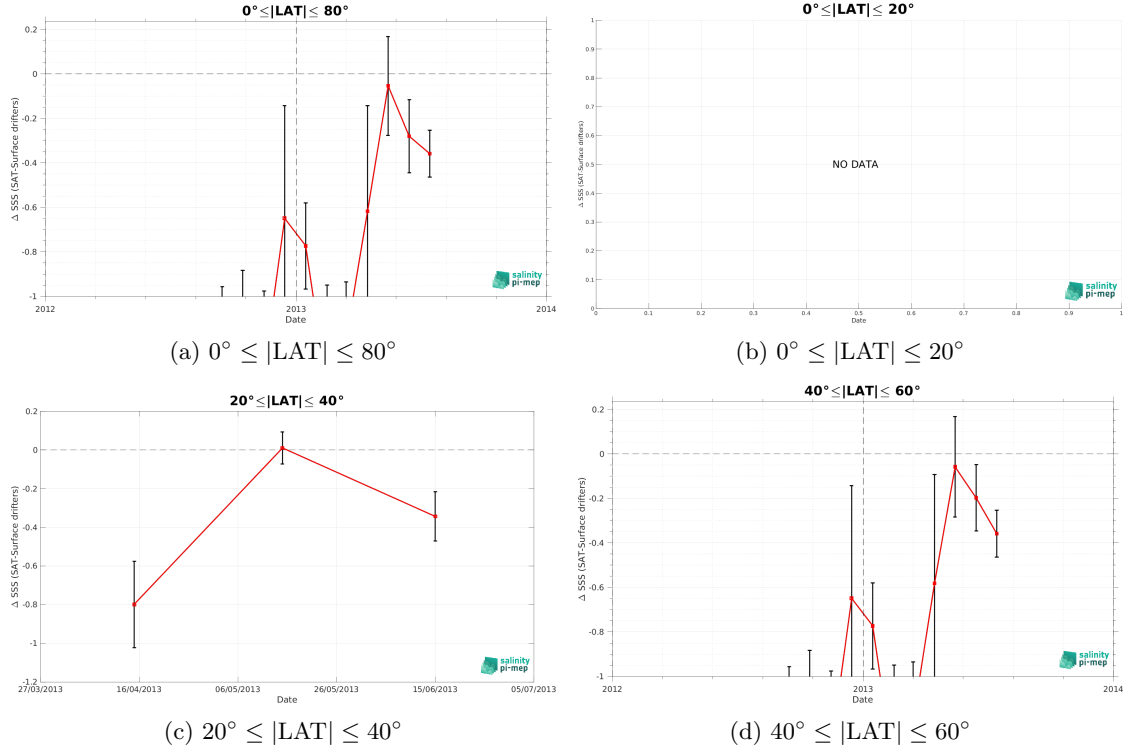 0°≤|LAT|≤ 80°
0.2
0
-0.2
-0.4
-0.6
-0.8
-1
2012
2013
2014
Δ SSS (SAT-Surface drifters)
Date
salinity
pi-mep
(a) 0° ≤ |LAT| ≤ 80°
0°≤|LAT|≤ 20°
1
0.9
0.8
0.7
0.6
0.5
0.4
0.3
0.2
0.1
0
0
0.1
0.2
0.3
0.4
0.5
0.6
0.7
0.8
0.9
1
Δ SSS (SAT-Surface drifters)
NO DATA
Date
salinity
pi-mep
(b) 0° ≤ |LAT| ≤ 20°
20°≤|LAT|≤ 40°
0.2
0
-0.2
-0.4
-0.6
-0.8
-1
-1.2
27/03/2013
16/04/2013
06/05/2013
26/05/2013
15/06/2013
05/07/2013
Δ SSS (SAT-Surface drifters)
Date
salinity
pi-mep
(c) 20° ≤ |LAT| ≤ 40°
40°≤|LAT|≤ 60°
0.2
0
-0.2
-0.4
-0.6
-0.8
-1
2012
2013
2014
Δ SSS (SAT-Surface drifters)
Date
salinity
pi-mep
(d) 40° ≤ |LAT| ≤ 60°